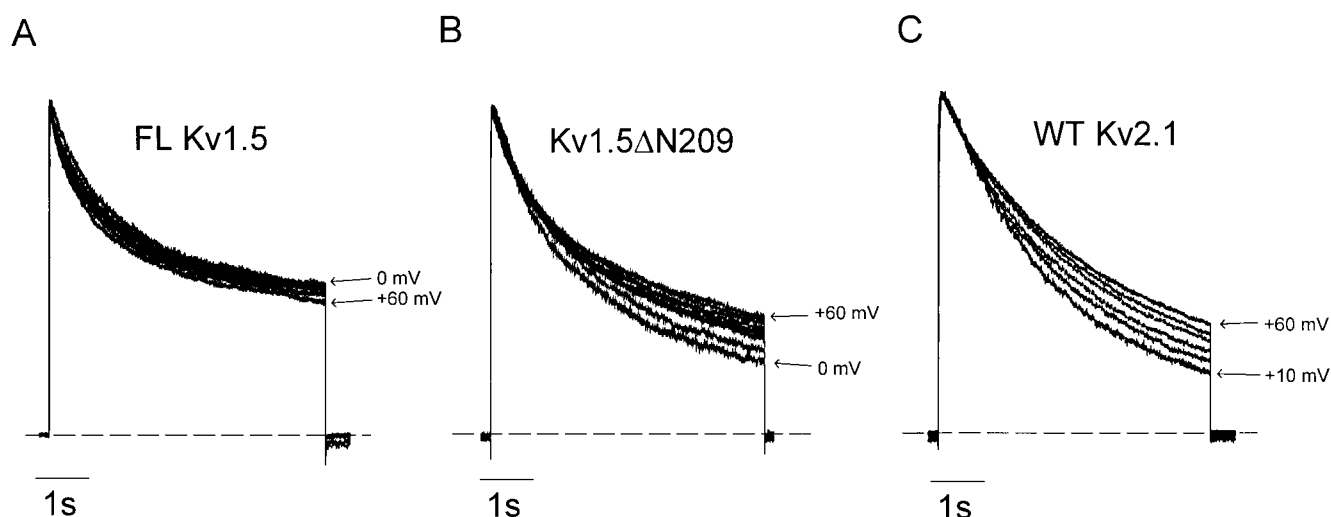 A
FL Kv1.5
0 mV
+60 mV
1s
B
Kv1.5ΔN209
+60 mV
0 mV
1s
C
WT Kv2.1
+60 mV
+10 mV
1s